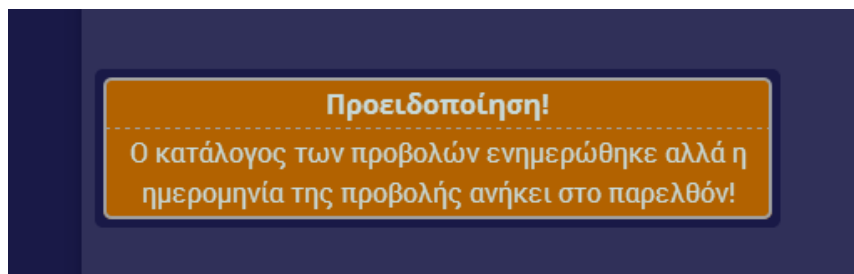 Προειδοποίηση!
Ο κατάλογος των προβολών ενημερώθηκε αλλά η
ημερομηνία της προβολής ανήκει στο παρελθόν!